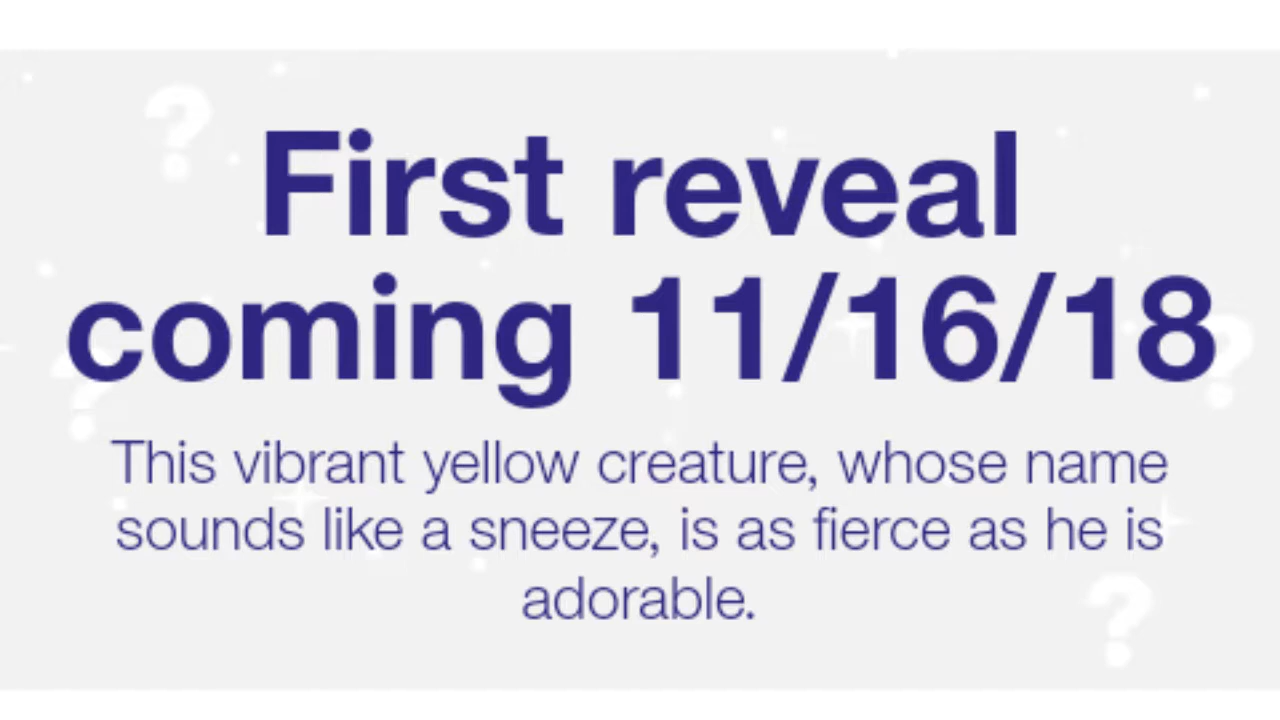 First reveal
coming 11/16/18
This vibrant yellow creature, whose name
sounds like a sneeze, is as fierce as he is
adorable.